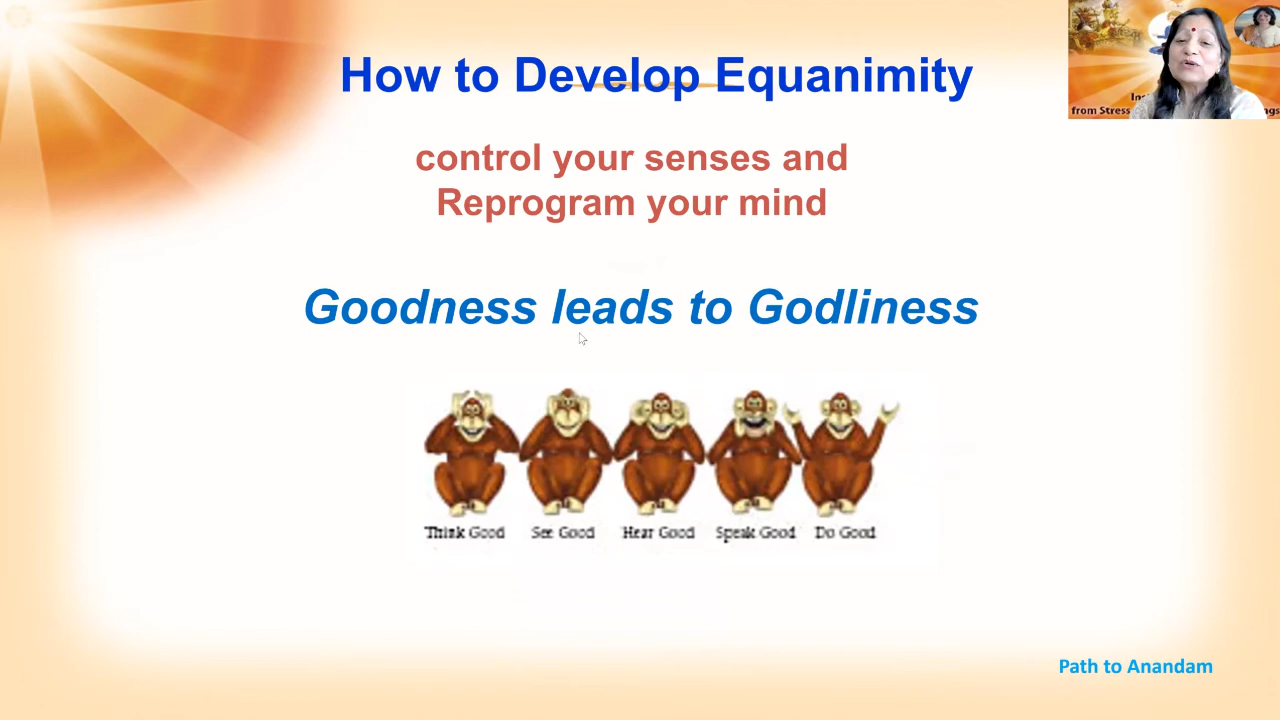 How to Develop Equanimity
control your senses and
Reprogram your mind
Goodness leads to Godliness
Think Good See Good Hear Good Speak Good Do Good
Path to Anandam
from Stress